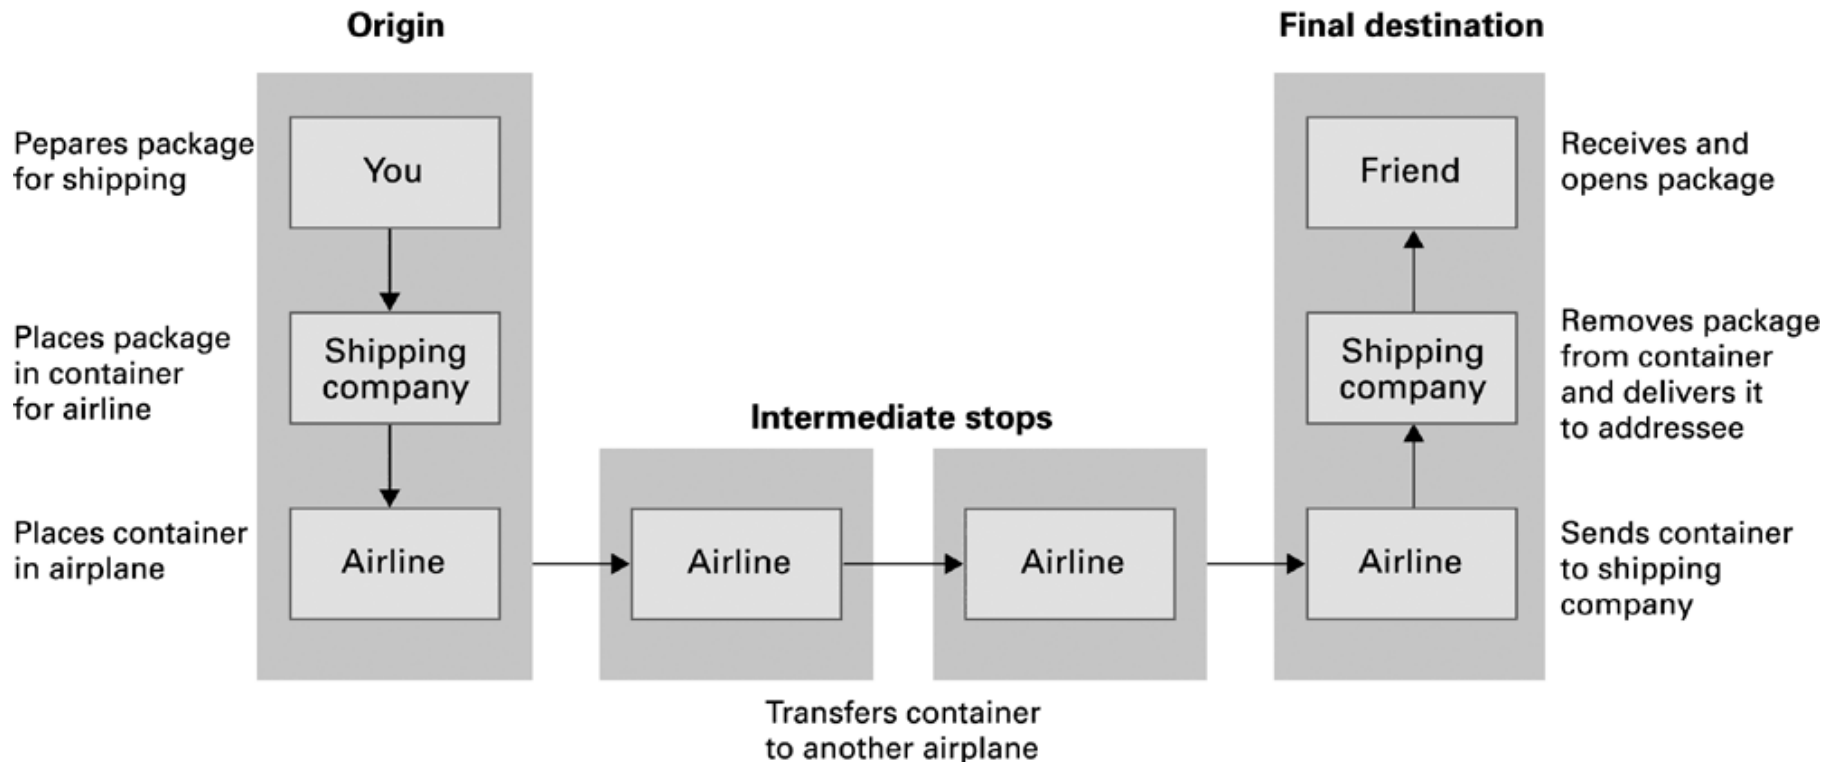 Origin
Final destination
Pepares package
for shipping
You
Friend
Receives and
opens package
Places package
in container
for airline
Shipping
company
Shipping
company
Removes package
from container
and delivers it
to addressee
Intermediate stops
Places container
in airplane
Airline
Airline
Airline
Airline
Sends container
to shipping
company
Transfers container
to another airplane